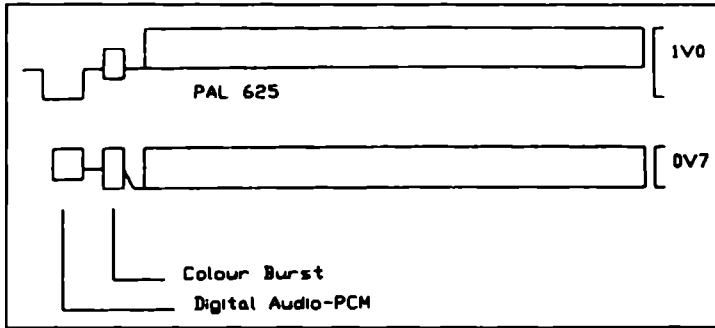 1V0
PAL 625
0V7
Colour Burst
Digital Audio-PCM